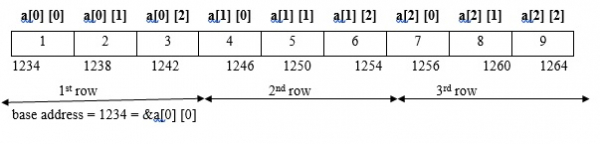 a[0] [0] a[0] [1] a[0] [2] a[1] [0] a[1] [1] a[1] [2] a[2] [0] a[2] [1] a[2] [2]
1 2 3 4 5 6 7 8 9
1234 1238 1242 1246 1250 1254 1256 1260 1264
1st row 2nd row 3rd row
base address = 1234 = &a[0] [0]